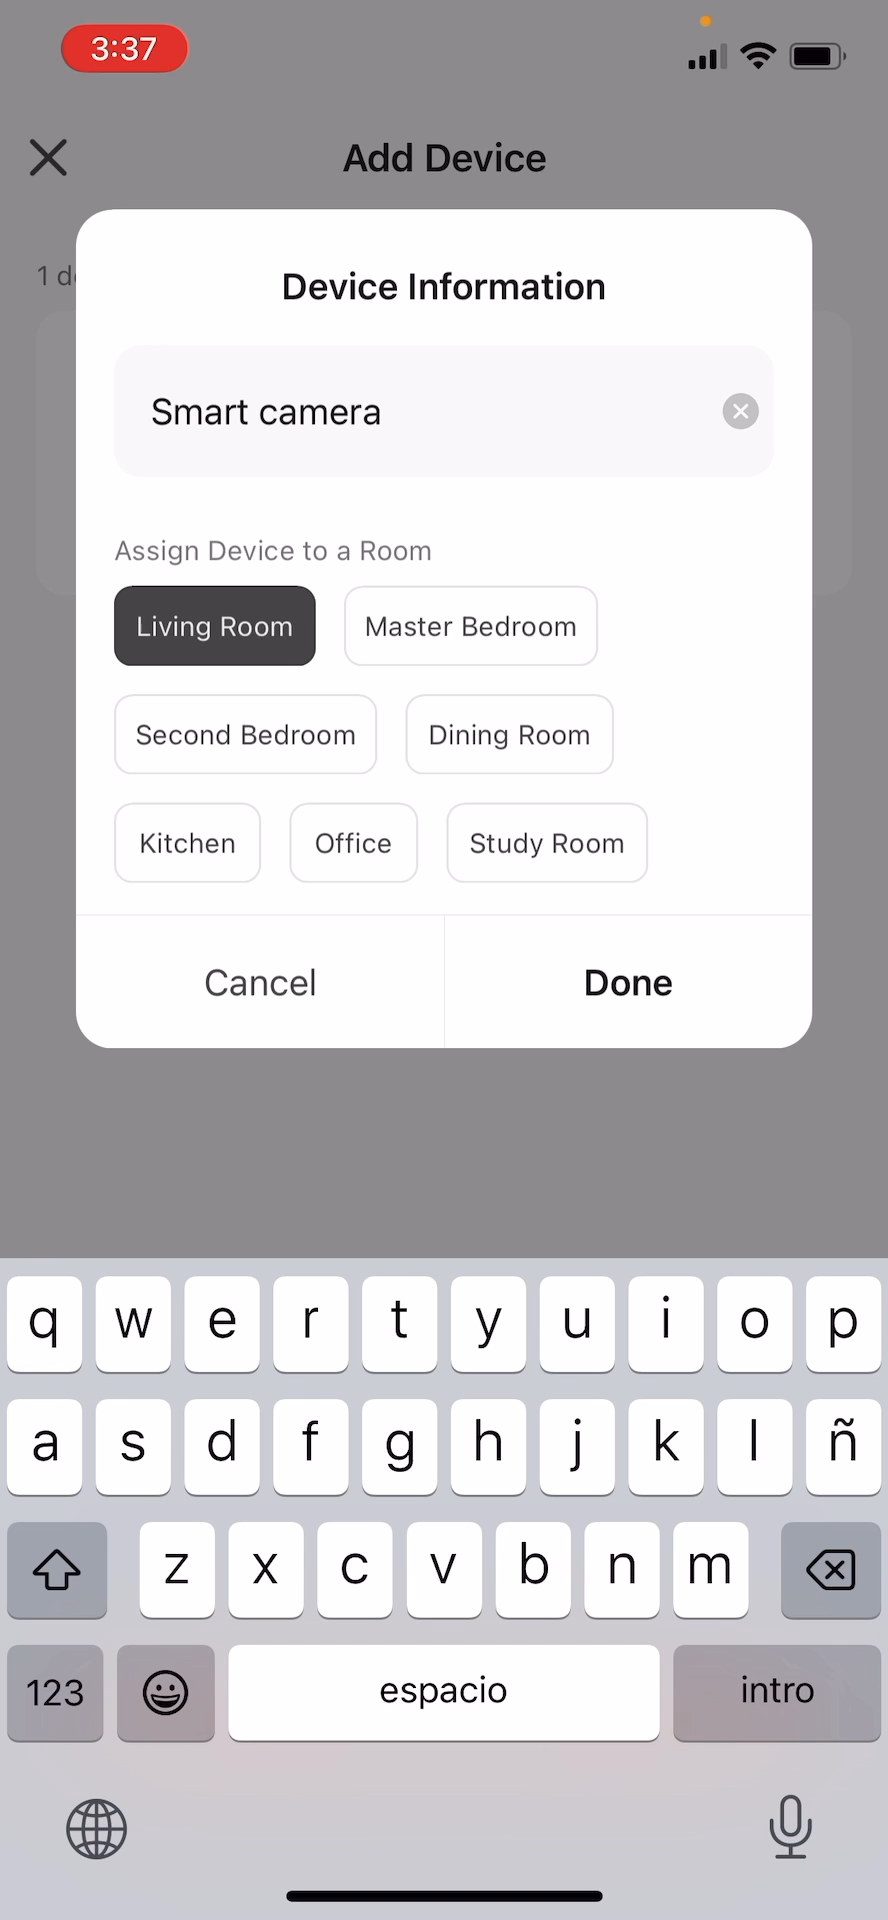 3:37
Add Device
1 de
Device Information
Smart camera
Assign Device to a Room
Living Room
Master Bedroom
Second Bedroom
Dining Room
Kitchen
Office
Study Room
Cancel
Done
q w e r t y u i o p
a s d f g h j k l ñ
z x c v b n m
123
espacio
intro